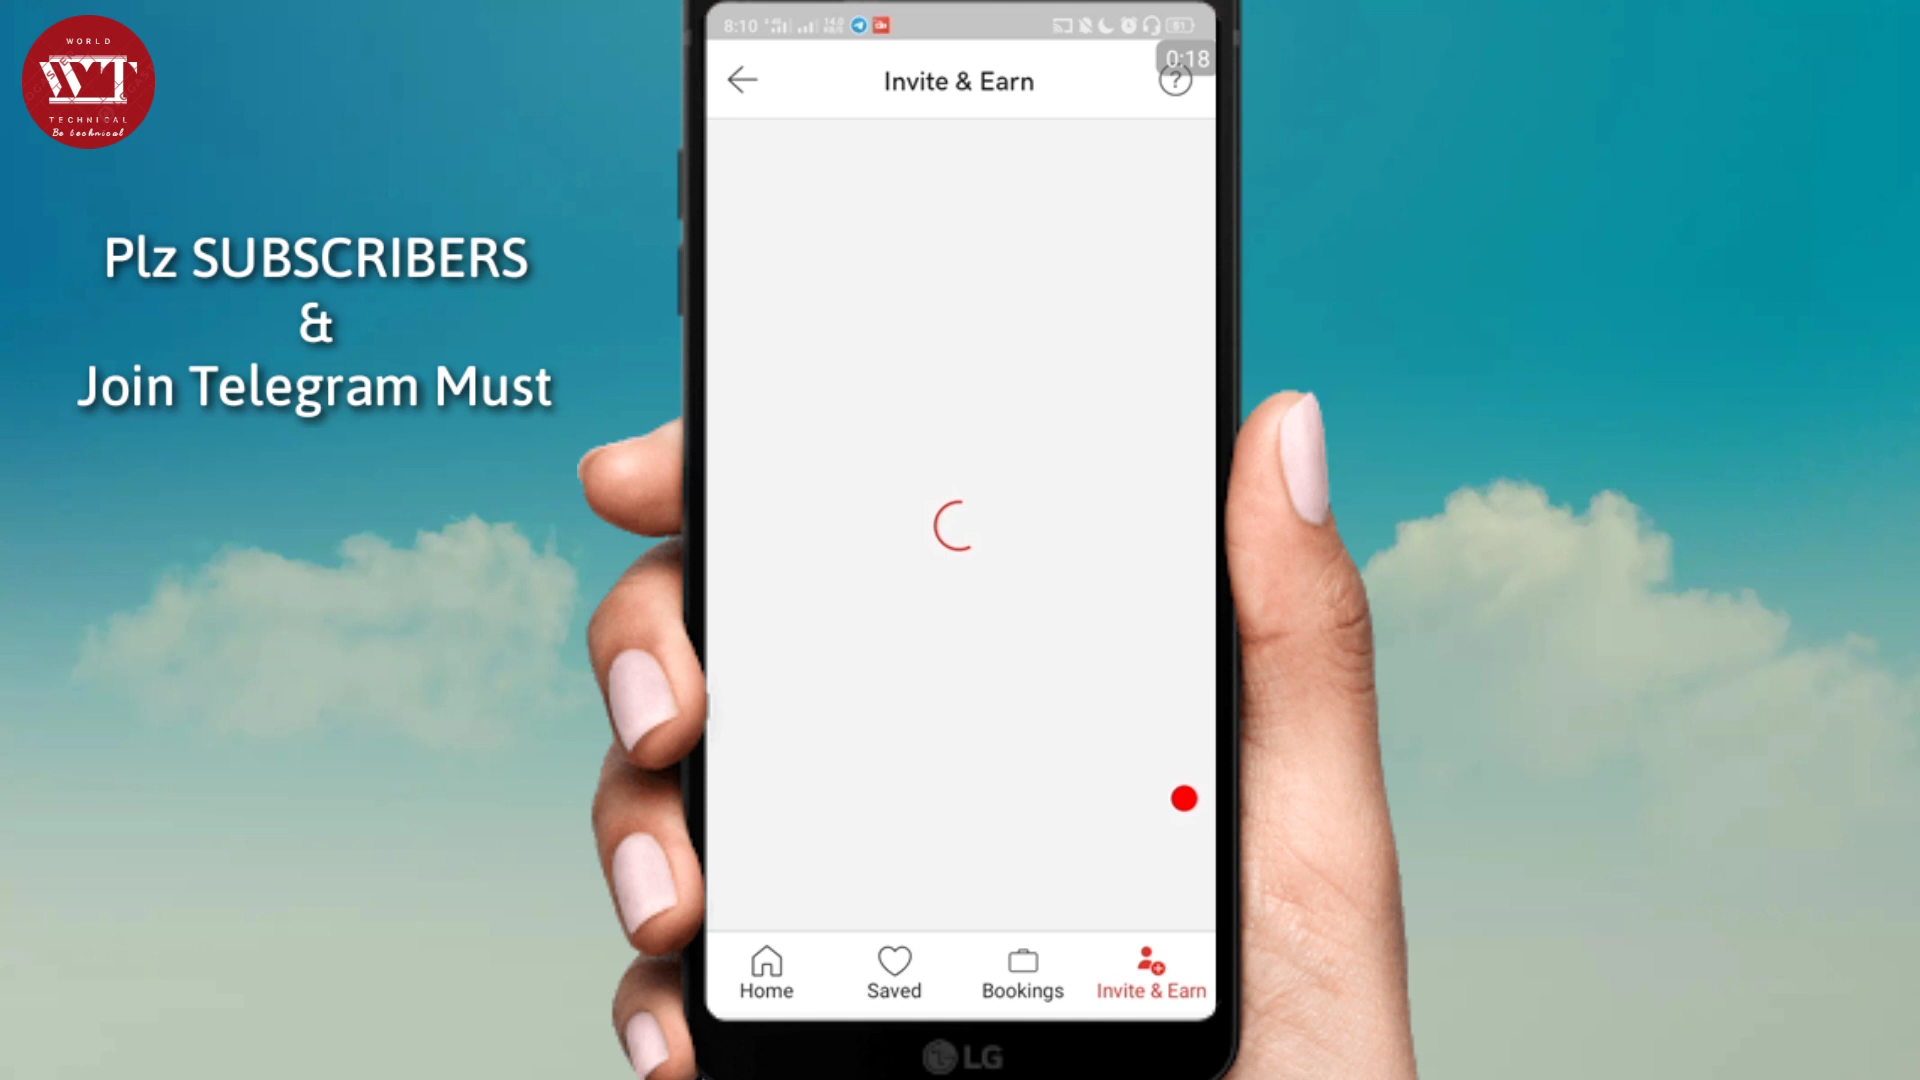 WORLD
WT
TECHNICAL
Be technical
Plz SUBSCRIBERS
&
Join Telegram Must
8:10
0:18
Invite & Earn
Home
Saved
Bookings
Invite & Earn
LG